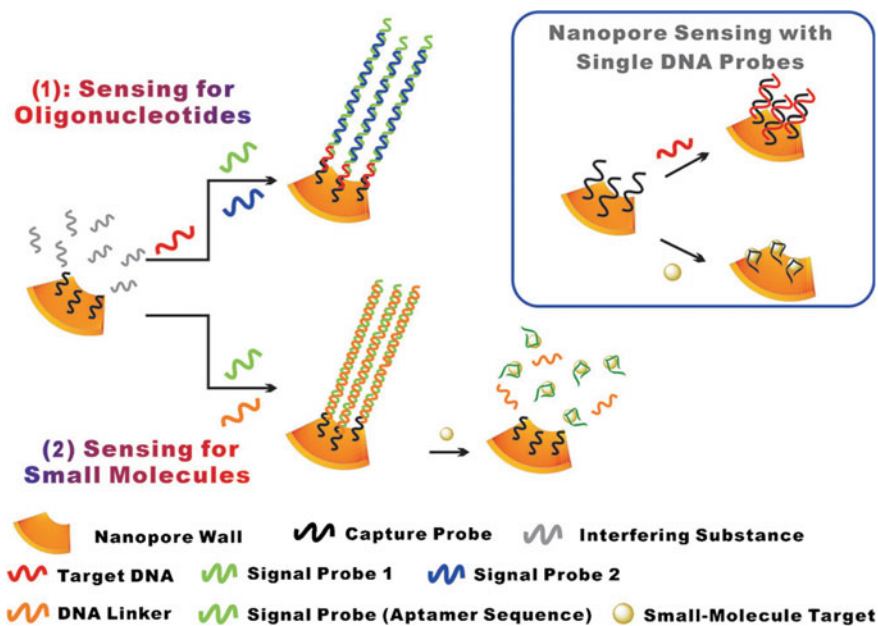 Nanopore Sensing with
Single DNA Probes
(1): Sensing for
Oligonucleotides
(2) Sensing for
Small Molecules
Nanopore Wall Capture Probe Interfering Substance
Target DNA Signal Probe 1 Signal Probe 2
DNA Linker Signal Probe (Aptamer Sequence) Small-Molecule Target